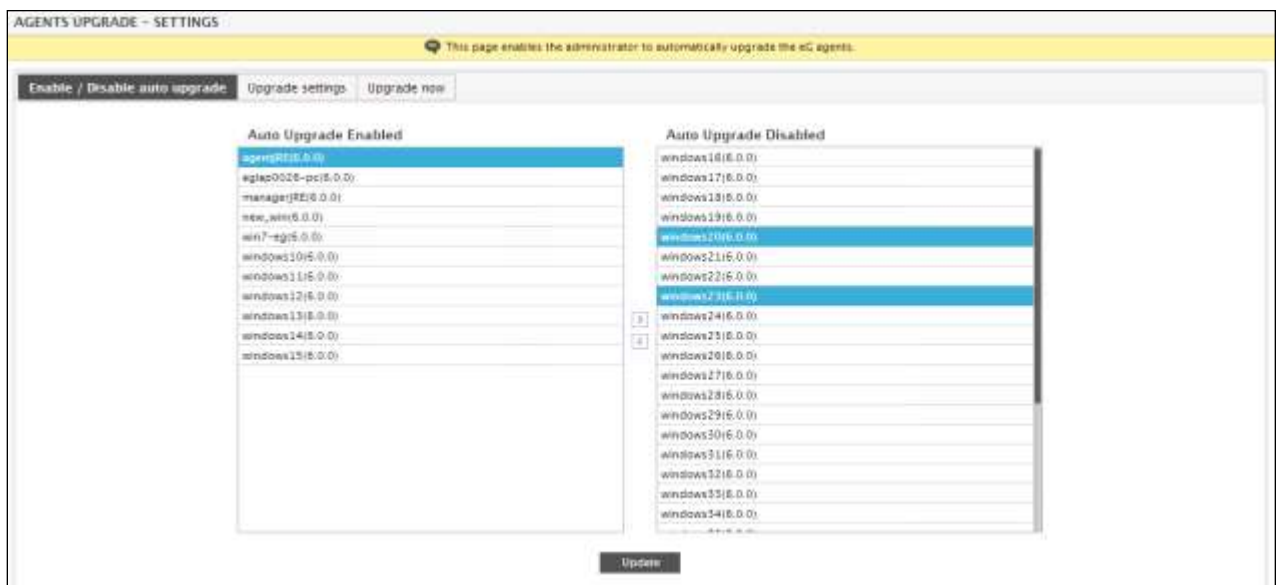 AGENTS UPGRADE - SETTINGS
This page enables the administrator to automatically upgrade the eG agents.
Enable / Disable auto upgrade
Upgrade settings
Upgrade now
Auto Upgrade Enabled
agentJRE(6.0.0)
eglap0026-pc(6.0.0)
managerJRE(6.0.0)
new_win(6.0.0)
win7-eg(6.0.0)
windows10(6.0.0)
windows11(6.0.0)
windows12(6.0.0)
windows13(6.0.0)
windows14(6.0.0)
windows15(6.0.0)
Auto Upgrade Disabled
windows16(6.0.0)
windows17(6.0.0)
windows18(6.0.0)
windows19(6.0.0)
windows20(6.0.0)
windows21(6.0.0)
windows22(6.0.0)
windows23(6.0.0)
windows24(6.0.0)
windows25(6.0.0)
windows26(6.0.0)
windows27(6.0.0)
windows28(6.0.0)
windows29(6.0.0)
windows30(6.0.0)
windows31(6.0.0)
windows32(6.0.0)
windows33(6.0.0)
windows34(6.0.0)
Update